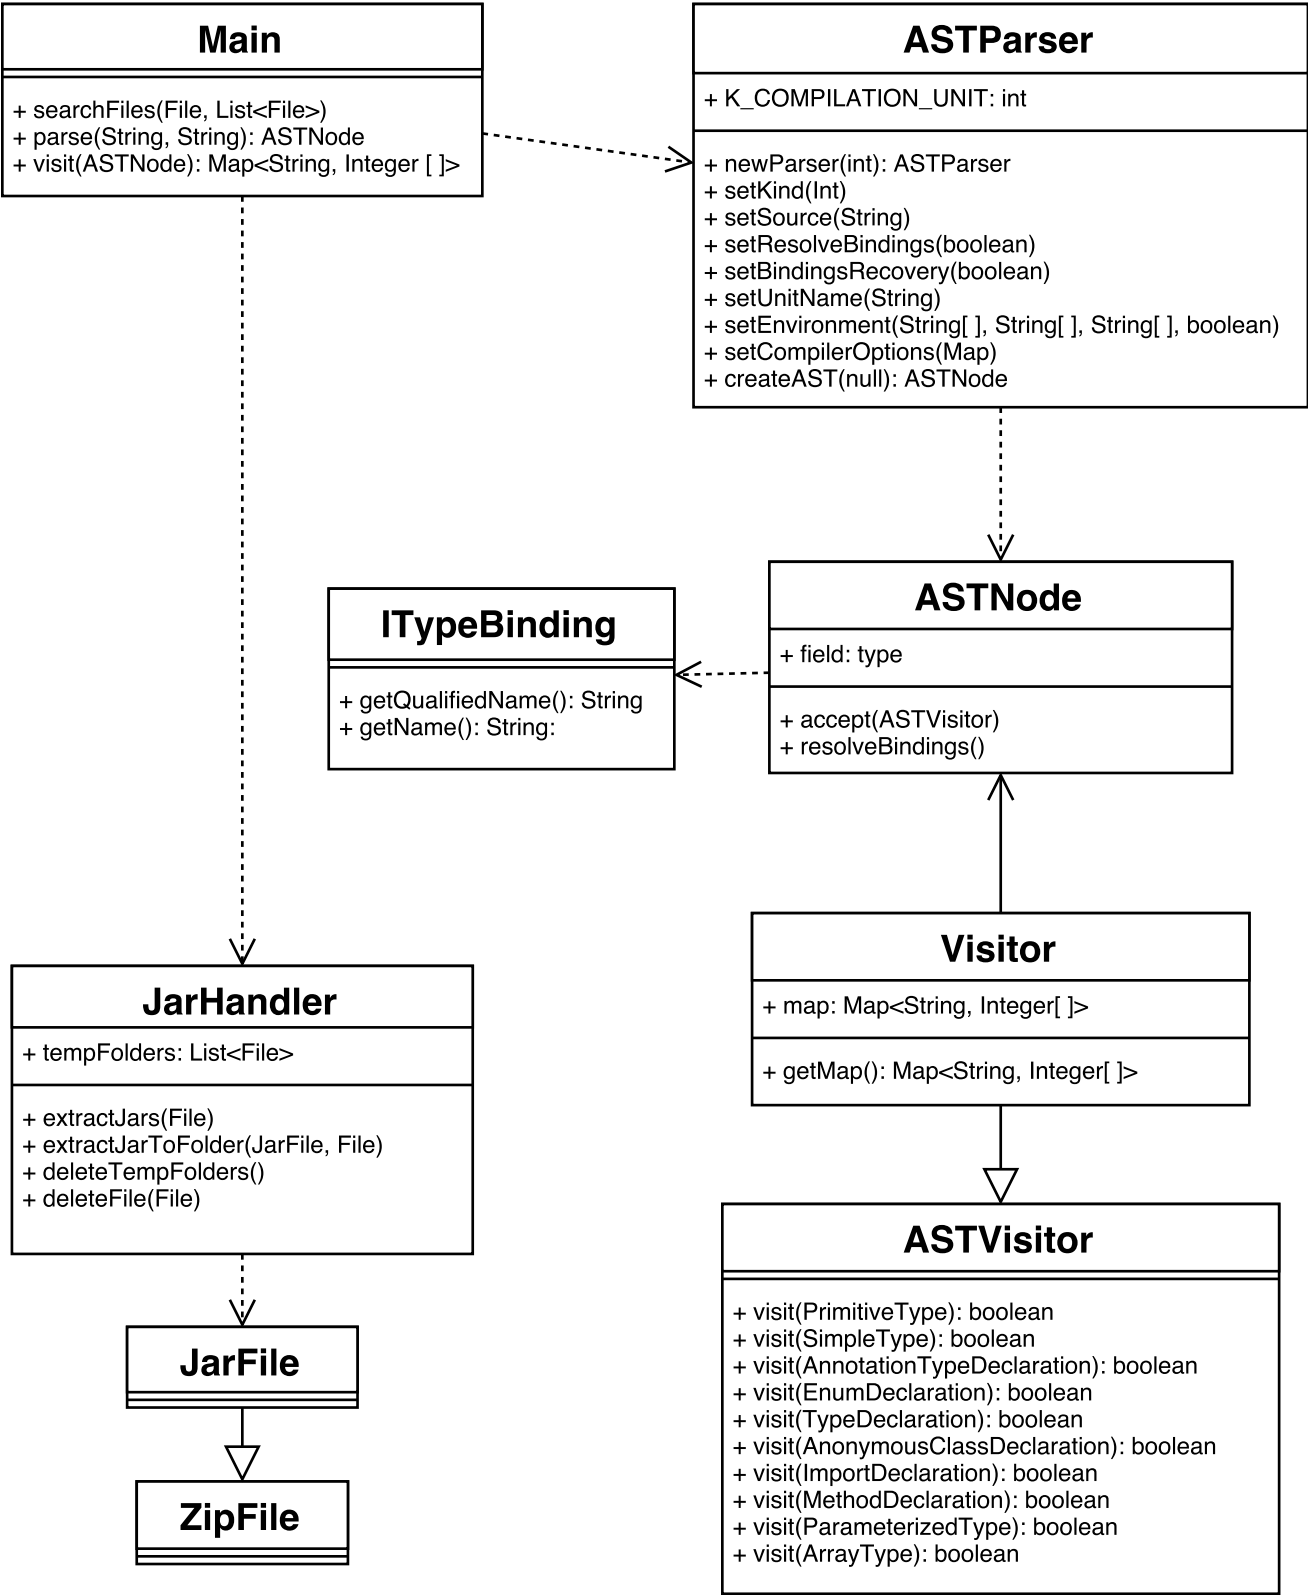 Main
+ searchFiles(File, List<File>)
+ parse(String, String): ASTNode
+ visit(ASTNode): Map<String, Integer [ ]>
ASTParser
+ K_COMPILATION_UNIT: int
+ newParser(int): ASTParser
+ setKind(Int)
+ setSource(String)
+ setResolveBindings(boolean)
+ setBindingsRecovery(boolean)
+ setUnitName(String)
+ setEnvironment(String[ ], String[ ], String[ ], boolean)
+ setCompilerOptions(Map)
+ createAST(null): ASTNode
ITypeBinding
+ getQualifiedName(): String
+ getName(): String:
ASTNode
+ field: type
+ accept(ASTVisitor)
+ resolveBindings()
JarHandler
+ tempFolders: List<File>
+ extractJars(File)
+ extractJarToFolder(JarFile, File)
+ deleteTempFolders()
+ deleteFile(File)
Visitor
+ map: Map<String, Integer[ ]>
+ getMap(): Map<String, Integer[ ]>
JarFile
ZipFile
ASTVisitor
+ visit(PrimitiveType): boolean
+ visit(SimpleType): boolean
+ visit(AnnotationTypeDeclaration): boolean
+ visit(EnumDeclaration): boolean
+ visit(TypeDeclaration): boolean
+ visit(AnonymousClassDeclaration): boolean
+ visit(ImportDeclaration): boolean
+ visit(MethodDeclaration): boolean
+ visit(ParameterizedType): boolean
+ visit(ArrayType): boolean